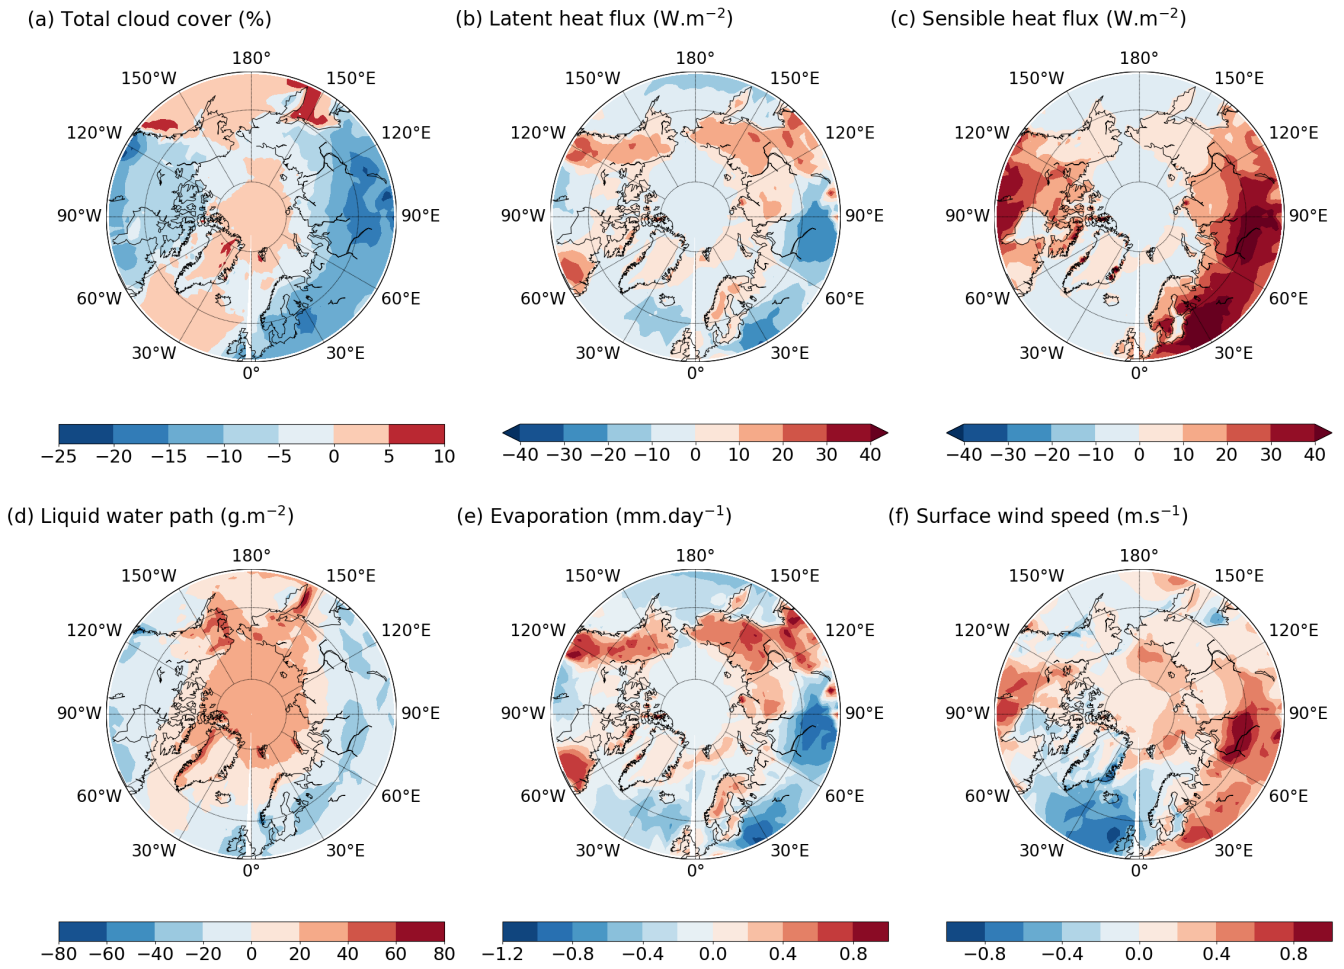 (a) Total cloud cover (%)
(b) Latent heat flux (W.m−2)
(c) Sensible heat flux (W.m−2)
180° 180° 180°
150°W 150°E 150°W 150°E 150°W 150°E
120°W 120°E 120°W 120°E 120°W 120°E
90°W 90°E 90°W 90°E 90°W 90°E
60°W 60°E 60°W 60°E 60°W 60°E
30°W 30°E 30°W 30°E 30°W 30°E
0° 0° 0°
−25 −20 −15 −10 −5 0 5 10
−40 −30 −20 −10 0 10 20 30 40
−40 −30 −20 −10 0 10 20 30 40
(d) Liquid water path (g.m−2)
(e) Evaporation (mm.day−1)
(f) Surface wind speed (m.s−1)
180° 180° 180°
150°W 150°E 150°W 150°E 150°W 150°E
120°W 120°E 120°W 120°E 120°W 120°E
90°W 90°E 90°W 90°E 90°W 90°E
60°W 60°E 60°W 60°E 60°W 60°E
30°W 30°E 30°W 30°E 30°W 30°E
0° 0° 0°
−80 −60 −40 −20 0 20 40 60 80
−1.2 −0.8 −0.4 0.0 0.4 0.8
−0.8 −0.4 0.0 0.4 0.8